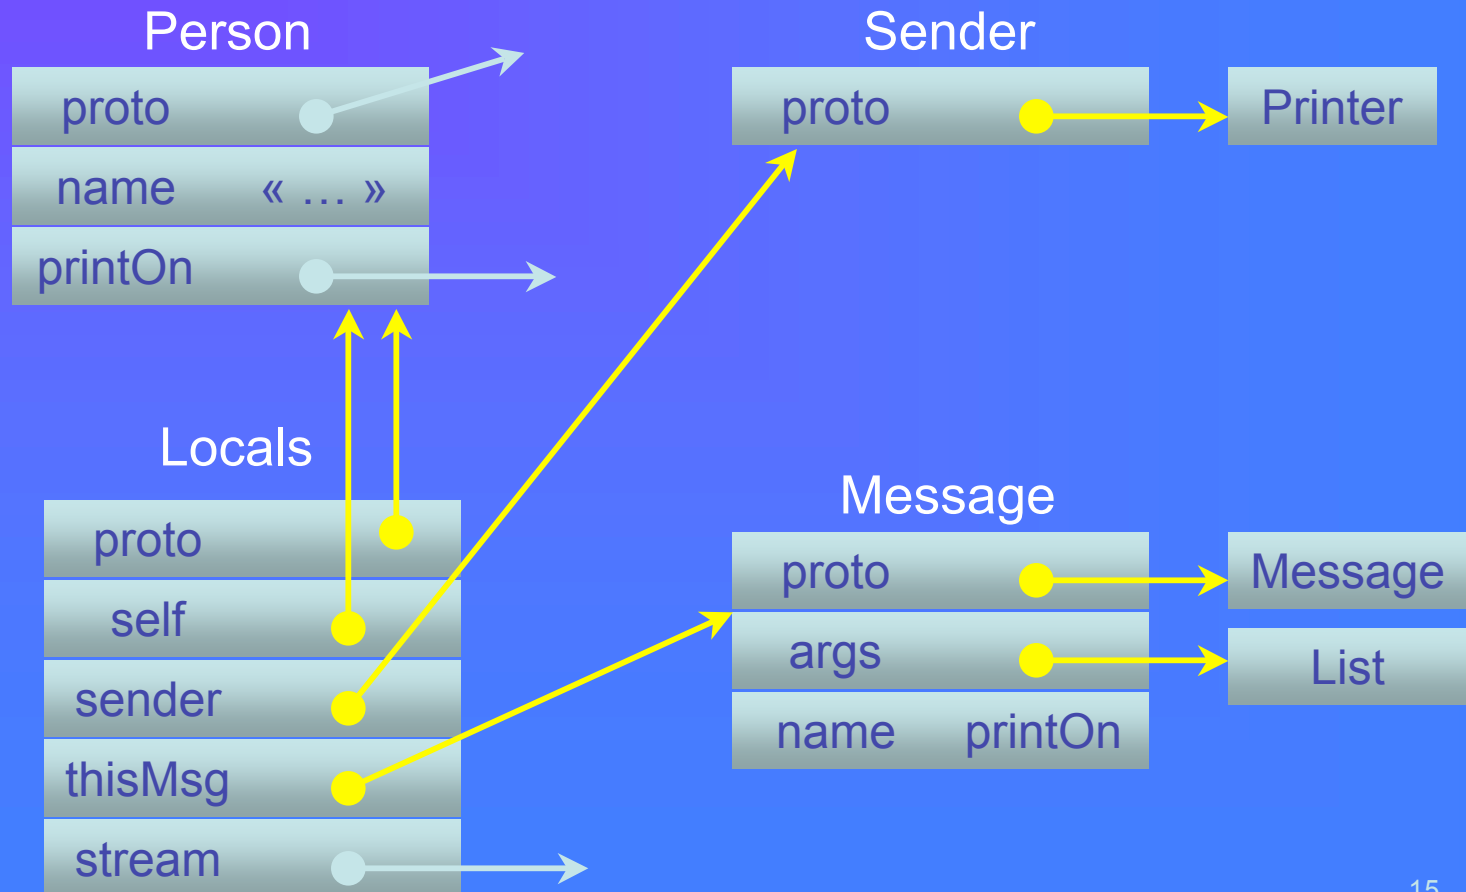 Person
proto
name « … »
printOn
Sender
proto
Printer
Locals
proto
self
sender
thisMsg
stream
Message
proto
Message
args
List
name printOn
15